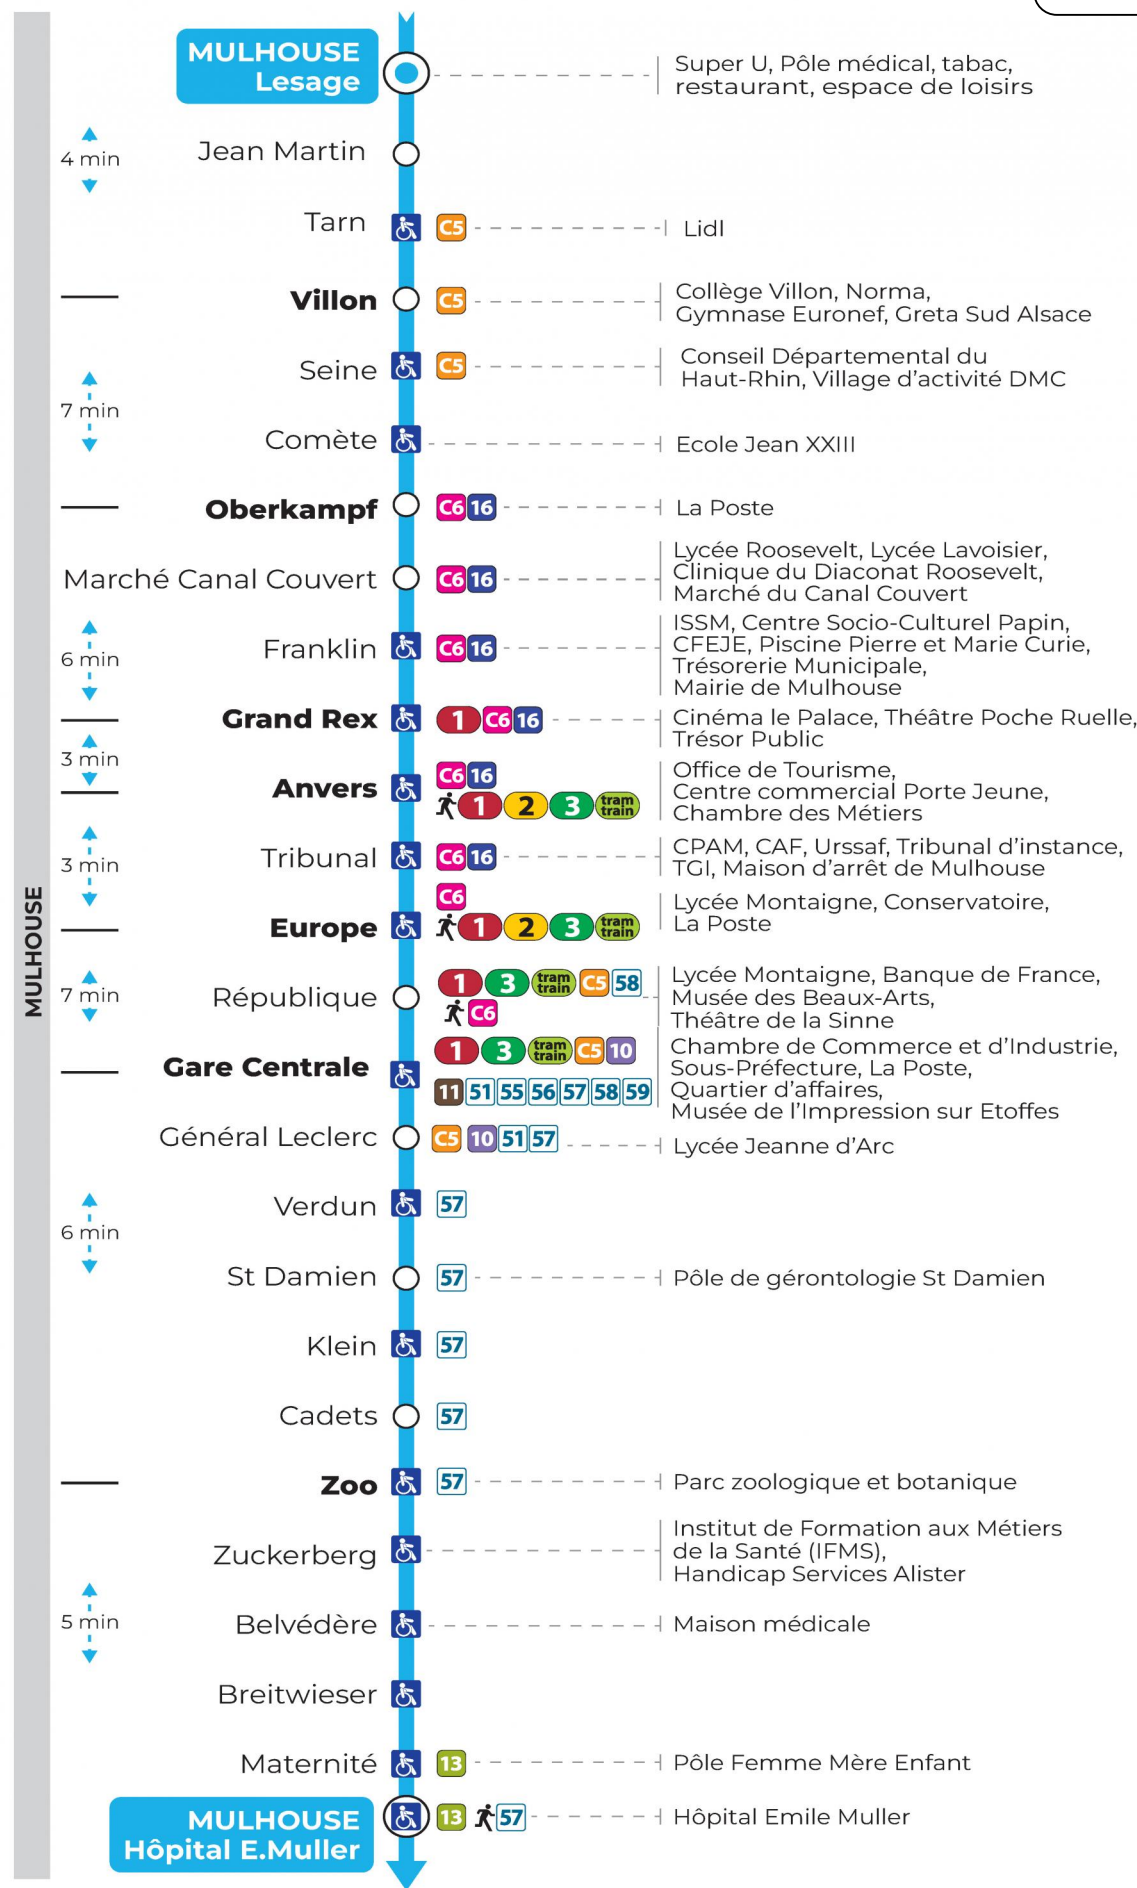 MULHOUSE
Lesage
Super U, Pôle médical, tabac,
restaurant, espace de loisirs
4 min
Jean Martin
Tarn
C5
Lidl
Villon
C5
Collège Villon, Norma,
Gymnase Euronef, Greta Sud Alsace
Seine
C5
Conseil Départemental du
Haut-Rhin, Village d'activité DMC
7 min
Comète
Ecole Jean XXIII
Oberkampf
C6 16
La Poste
Marché Canal Couvert
C6 16
Lycée Roosevelt, Lycée Lavoisier,
Clinique du Diaconat Roosevelt,
Marché du Canal Couvert
6 min
Franklin
C6 16
ISSM, Centre Socio-Culturel Papin,
CFEJE, Piscine Pierre et Marie Curie,
Trésorerie Municipale,
Mairie de Mulhouse
Grand Rex
1 C6 16
Cinéma le Palace, Théâtre Poche Ruelle,
Trésor Public
3 min
Anvers
C6 16
1 2 3 tram train
Office de Tourisme,
Centre commercial Porte Jeune,
Chambre des Métiers
3 min
Tribunal
C6 16
CPAM, CAF, Urssaf, Tribunal d'instance,
TGI, Maison d'arrêt de Mulhouse
Europe
C6
1 2 3 tram train
Lycée Montaigne, Conservatoire,
La Poste
MULHOUSE
7 min
République
1 3 tram train C5 58
C6
Lycée Montaigne, Banque de France,
Musée des Beaux-Arts,
Théâtre de la Sinne
Gare Centrale
1 3 tram train C5 10
11 51 55 56 57 58 59
Chambre de Commerce et d'Industrie,
Sous-Préfecture, La Poste,
Quartier d'affaires,
Musée de l'Impression sur Etoffes
Général Leclerc
C5 10 51 57
Lycée Jeanne d'Arc
6 min
Verdun
57
St Damien
57
Pôle de gérontologie St Damien
Klein
57
Cadets
57
Zoo
57
Parc zoologique et botanique
Zuckerberg
Institut de Formation aux Métiers
de la Santé (IFMS),
Handicap Services Alister
5 min
Belvédère
Maison médicale
Breitwieser
Maternité
13
Pôle Femme Mère Enfant
MULHOUSE
Hôpital E.Muller
13 57
Hôpital Emile Muller